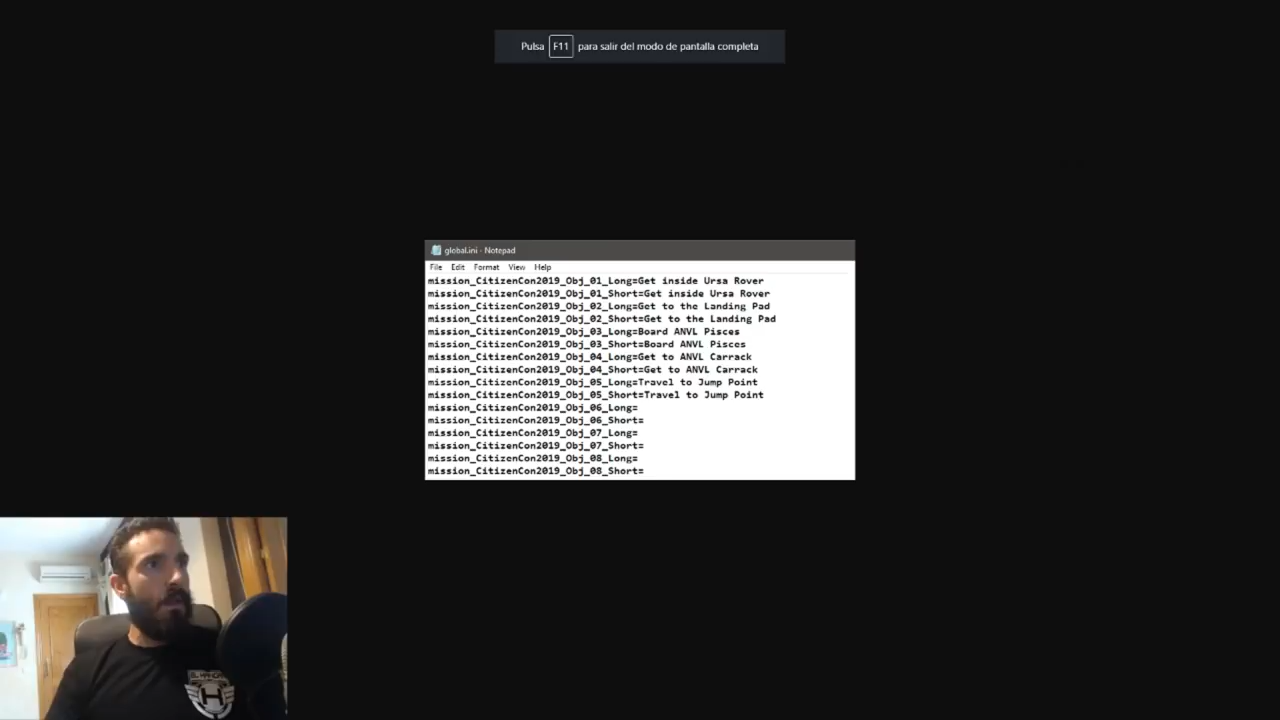 Pulsa F11 para salir del modo de pantalla completa
global.ini - Notepad
File Edit Format View Help
mission_CitizenCon2019_Obj_01_Long=Get inside Ursa Rover
mission_CitizenCon2019_Obj_01_Short=Get inside Ursa Rover
mission_CitizenCon2019_Obj_02_Long=Get to the Landing Pad
mission_CitizenCon2019_Obj_02_Short=Get to the Landing Pad
mission_CitizenCon2019_Obj_03_Long=Board ANVL Pisces
mission_CitizenCon2019_Obj_03_Short=Board ANVL Pisces
mission_CitizenCon2019_Obj_04_Long=Get to ANVL Carrack
mission_CitizenCon2019_Obj_04_Short=Get to ANVL Carrack
mission_CitizenCon2019_Obj_05_Long=Travel to Jump Point
mission_CitizenCon2019_Obj_05_Short=Travel to Jump Point
mission_CitizenCon2019_Obj_06_Long=
mission_CitizenCon2019_Obj_06_Short=
mission_CitizenCon2019_Obj_07_Long=
mission_CitizenCon2019_Obj_07_Short=
mission_CitizenCon2019_Obj_08_Long=
mission_CitizenCon2019_Obj_08_Short=
H